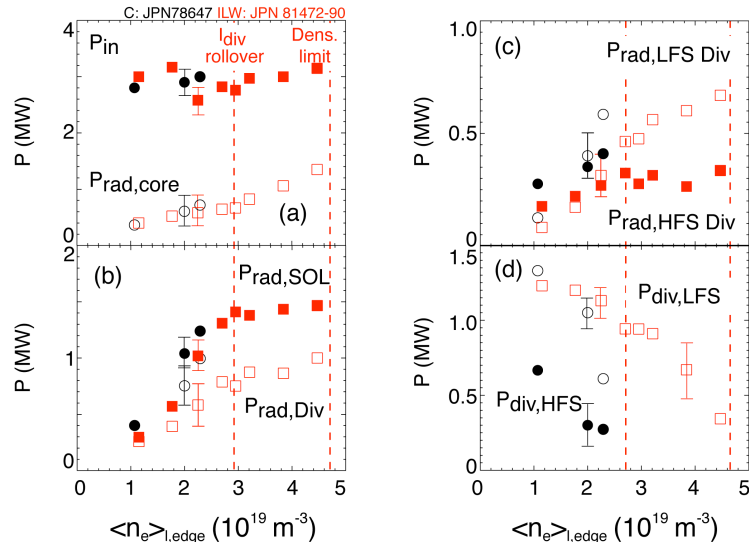 C: JPN78647 ILW: JPN 81472-90
4
2
0
P (MW)
P_in
I_div rollover
Dens. limit
P_rad,core
(a)
2
1
0
P (MW)
(b)
P_rad,SOL
P_rad,Div
0 1 2 3 4 5
<n_e>_l,edge (10^19 m^-3)
1.0
0.5
0
P (MW)
(c)
P_rad,LFS Div
P_rad,HFS Div
1.5
1.0
0.5
0.0
P (MW)
(d)
P_div,LFS
P_div,HFS
0 1 2 3 4 5
<n_e>_l,edge (10^19 m^-3)